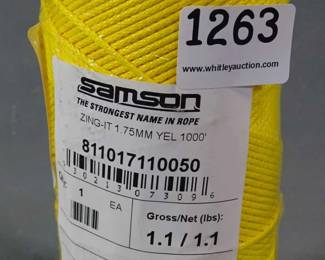 1263
www.whitleyauction.com
samson
THE STRONGEST NAME IN ROPE
ZING-IT 1.75MM YEL 1000'
811017110050
1
EA
Gross/Net (lbs):
1.1 / 1.1